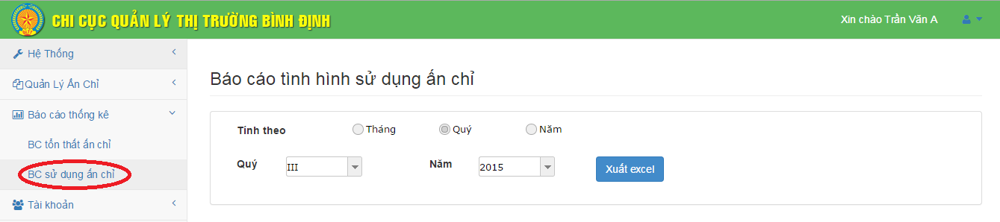 CHI CỤC QUẢN LÝ THỊ TRƯỜNG BÌNH ĐỊNH
Xin chào Trần Văn A
Hệ Thống
Quản Lý Ấn Chỉ
Báo cáo thống kê
BC tổn thất ấn chỉ
BC sử dụng ấn chỉ
Tài khoản
Báo cáo tình hình sử dụng ấn chỉ
Tính theo Tháng Quý Năm
Quý III Năm 2015 Xuất excel